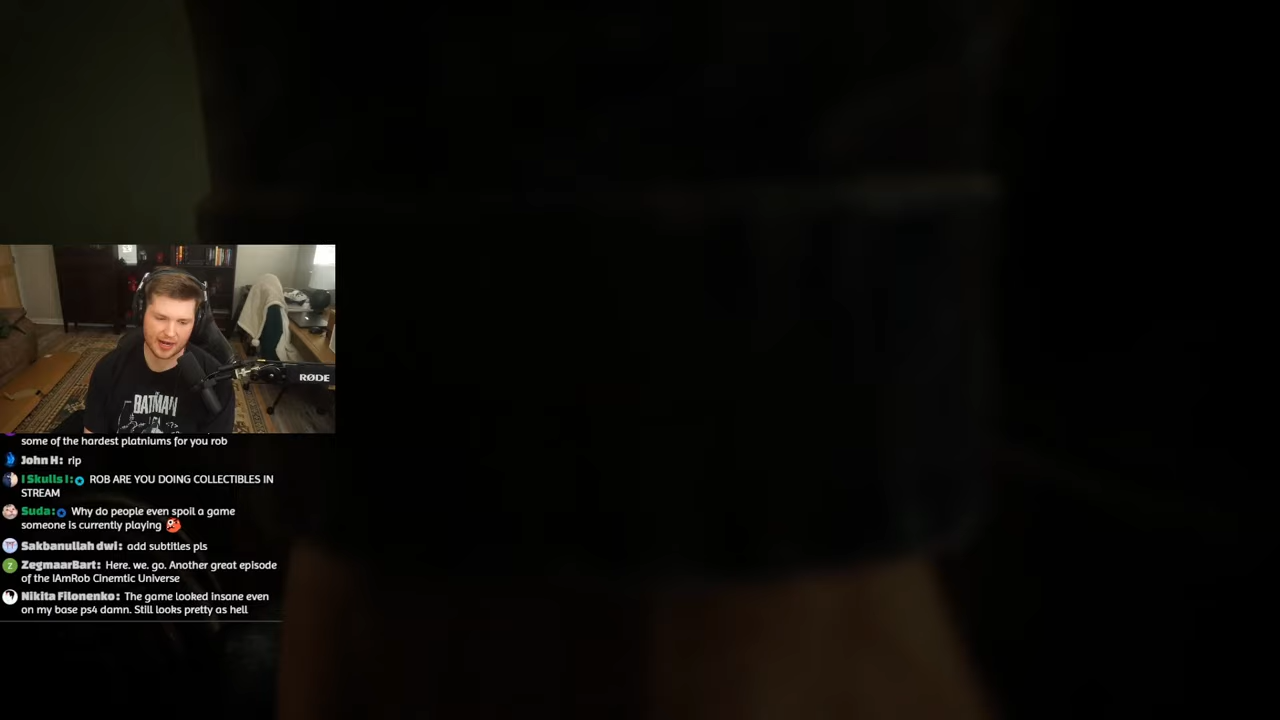 RØDE
BATMAN
some of the hardest platniums for you rob
John H: rip
I Skulls I: ROB ARE YOU DOING COLLECTIBLES IN
STREAM
Suda: Why do people even spoil a game
someone is currently playing
Sakbanullah dwi: add subtitles pls
ZegmaarBart: Here. we. go. Another great episode
of the IAmRob Cinemtic Universe
Nikita Filonenko: The game looked insane even
on my base ps4 damn. Still looks pretty as hell